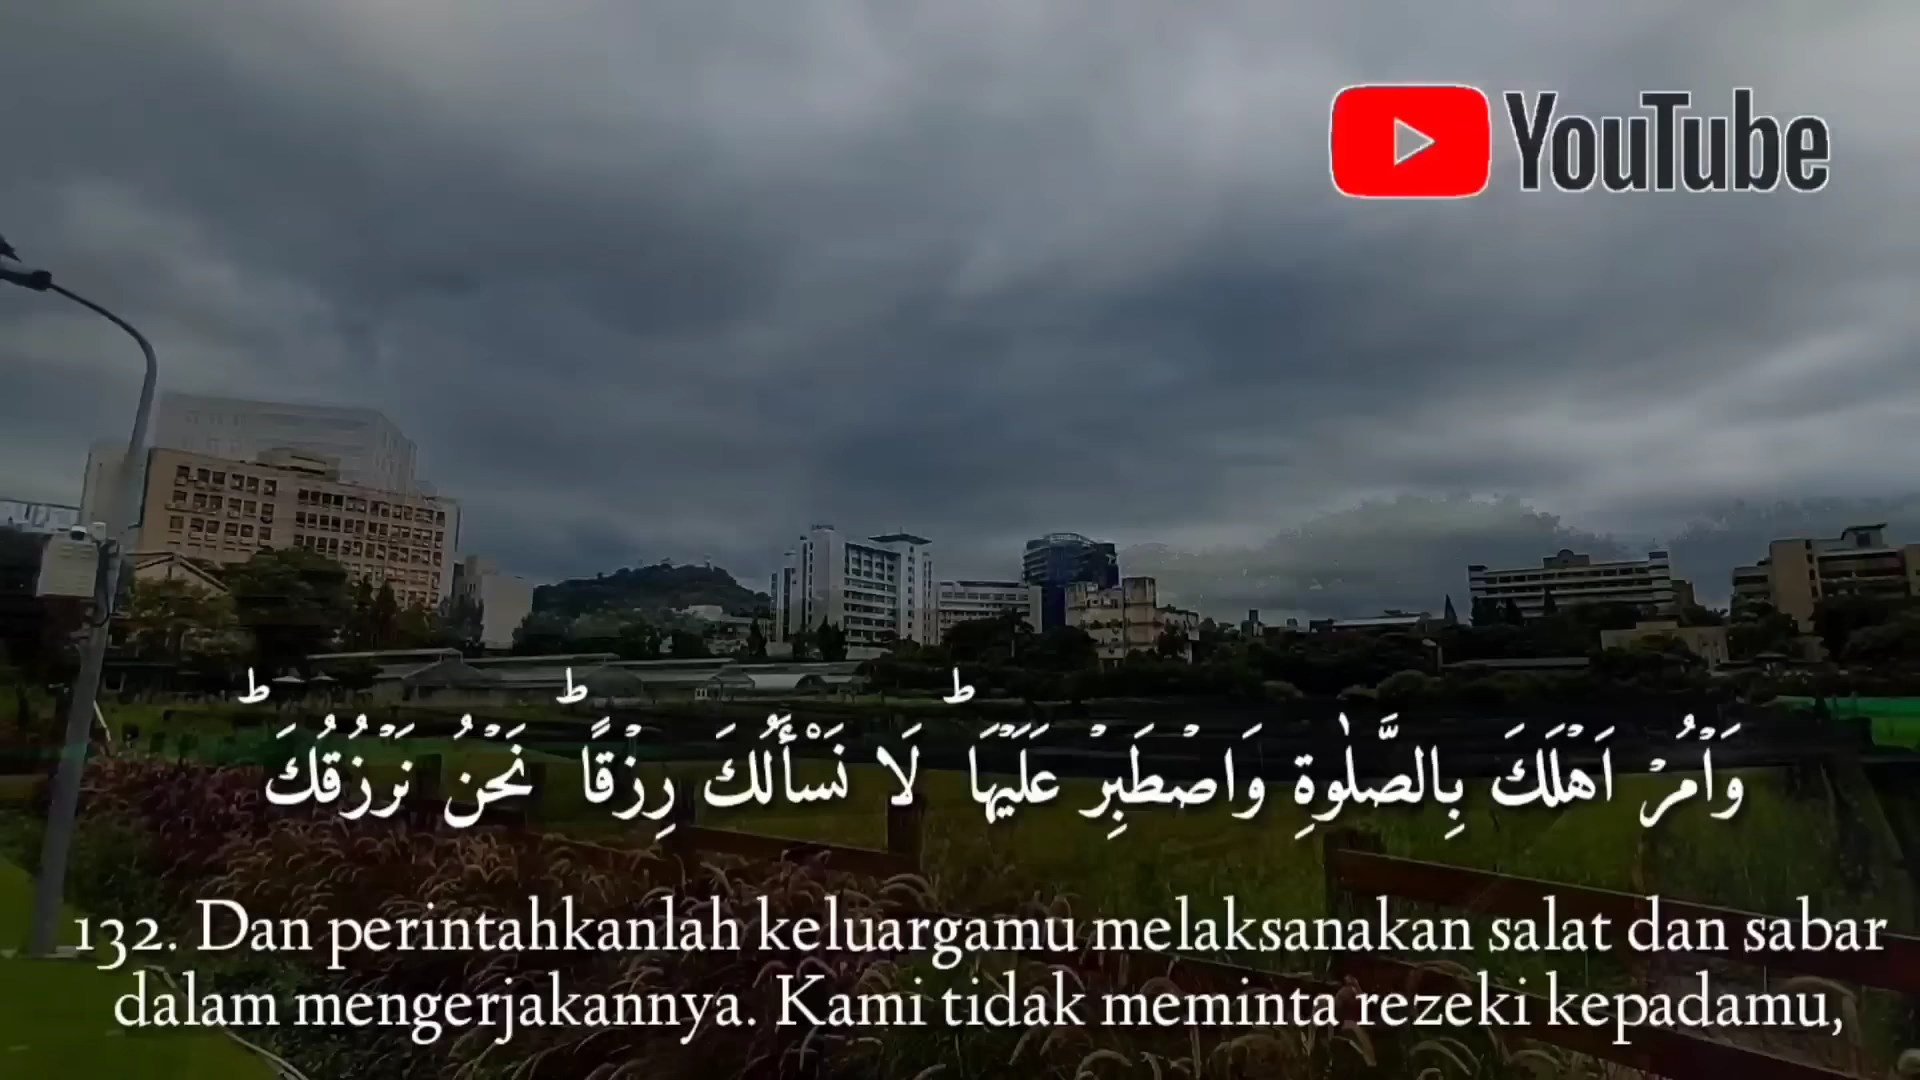 YouTube
وَأْمُرْ اَهْلَكَ بِالصَّلٰوةِ وَاصْطَبِرْ عَلَيْهَا ؕ لَا نَسْـَٔلُكَ رِزْقًا ؕ نَحْنُ نَرْزُقُكَ ؕ
132. Dan perintahkanlah keluargamu melaksanakan salat dan sabar
dalam mengerjakannya. Kami tidak meminta rezeki kepadamu,